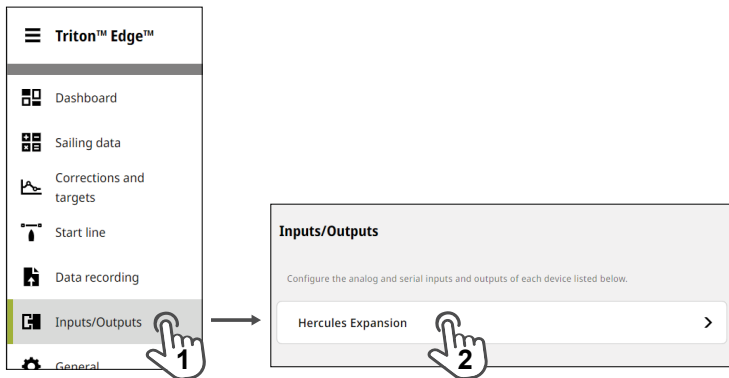 Triton™ Edge™
Dashboard
Sailing data
Corrections and
targets
Start line
Data recording
Inputs/Outputs
General
1
Inputs/Outputs
Configure the analog and serial inputs and outputs of each device listed below.
Hercules Expansion
2